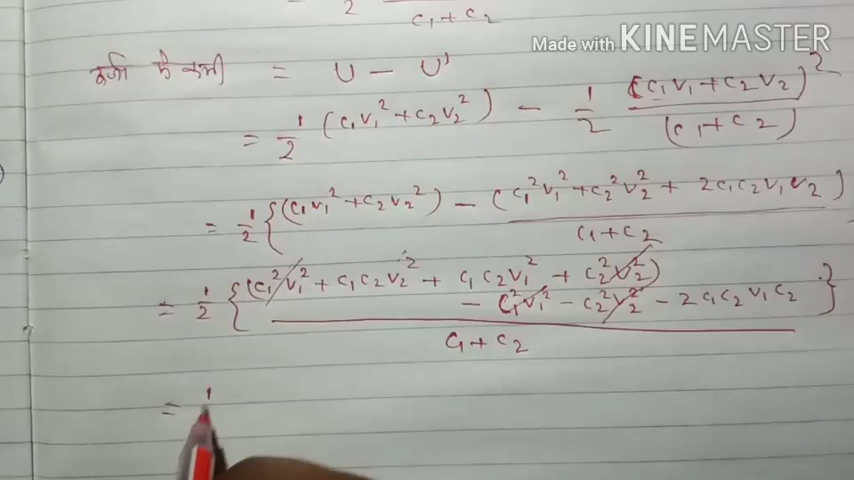 2
C₁ + C₂
Made with KINEMASTER
ऊर्जा में कमी = U - U'
= 1/2 (C₁V₁² + C₂V₂²) - 1/2 (C₁V₁ + C₂V₂)² / (C₁ + C₂)
= 1/2 {(C₁V₁² + C₂V₂²) - (C₁²V₁² + C₂²V₂² + 2C₁C₂V₁V₂) / C₁ + C₂
= 1/2 {(C₁²V₁² + C₁C₂V₂² + C₁C₂V₁² + C₂²V₂²)
- C₁²V₁² - C₂²V₂² - 2C₁C₂V₁C₂ }
C₁ + C₂
= 1